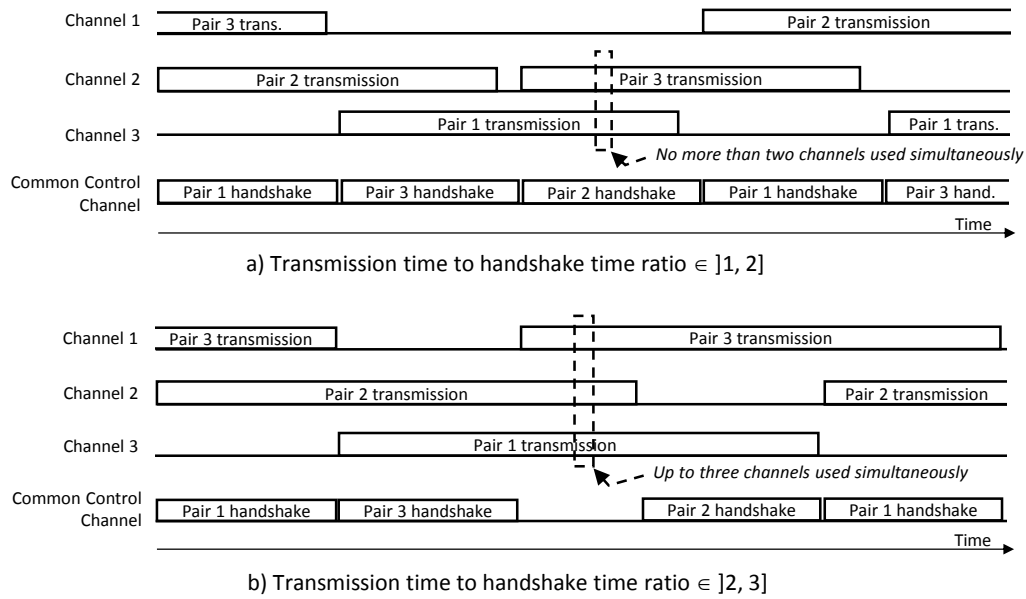 Channel 1
Pair 3 trans.
Pair 2 transmission
Channel 2
Pair 2 transmission
Pair 3 transmission
Channel 3
Pair 1 transmission
Pair 1 trans.
No more than two channels used simultaneously
Common Control
Channel
Pair 1 handshake
Pair 3 handshake
Pair 2 handshake
Pair 1 handshake
Pair 3 hand.
Time
a) Transmission time to handshake time ratio ∈ ]1, 2]
Channel 1
Pair 3 transmission
Pair 3 transmission
Channel 2
Pair 2 transmission
Pair 2 transmission
Channel 3
Pair 1 transmission
Up to three channels used simultaneously
Common Control
Channel
Pair 1 handshake
Pair 3 handshake
Pair 2 handshake
Pair 1 handshake
Time
b) Transmission time to handshake time ratio ∈ ]2, 3]